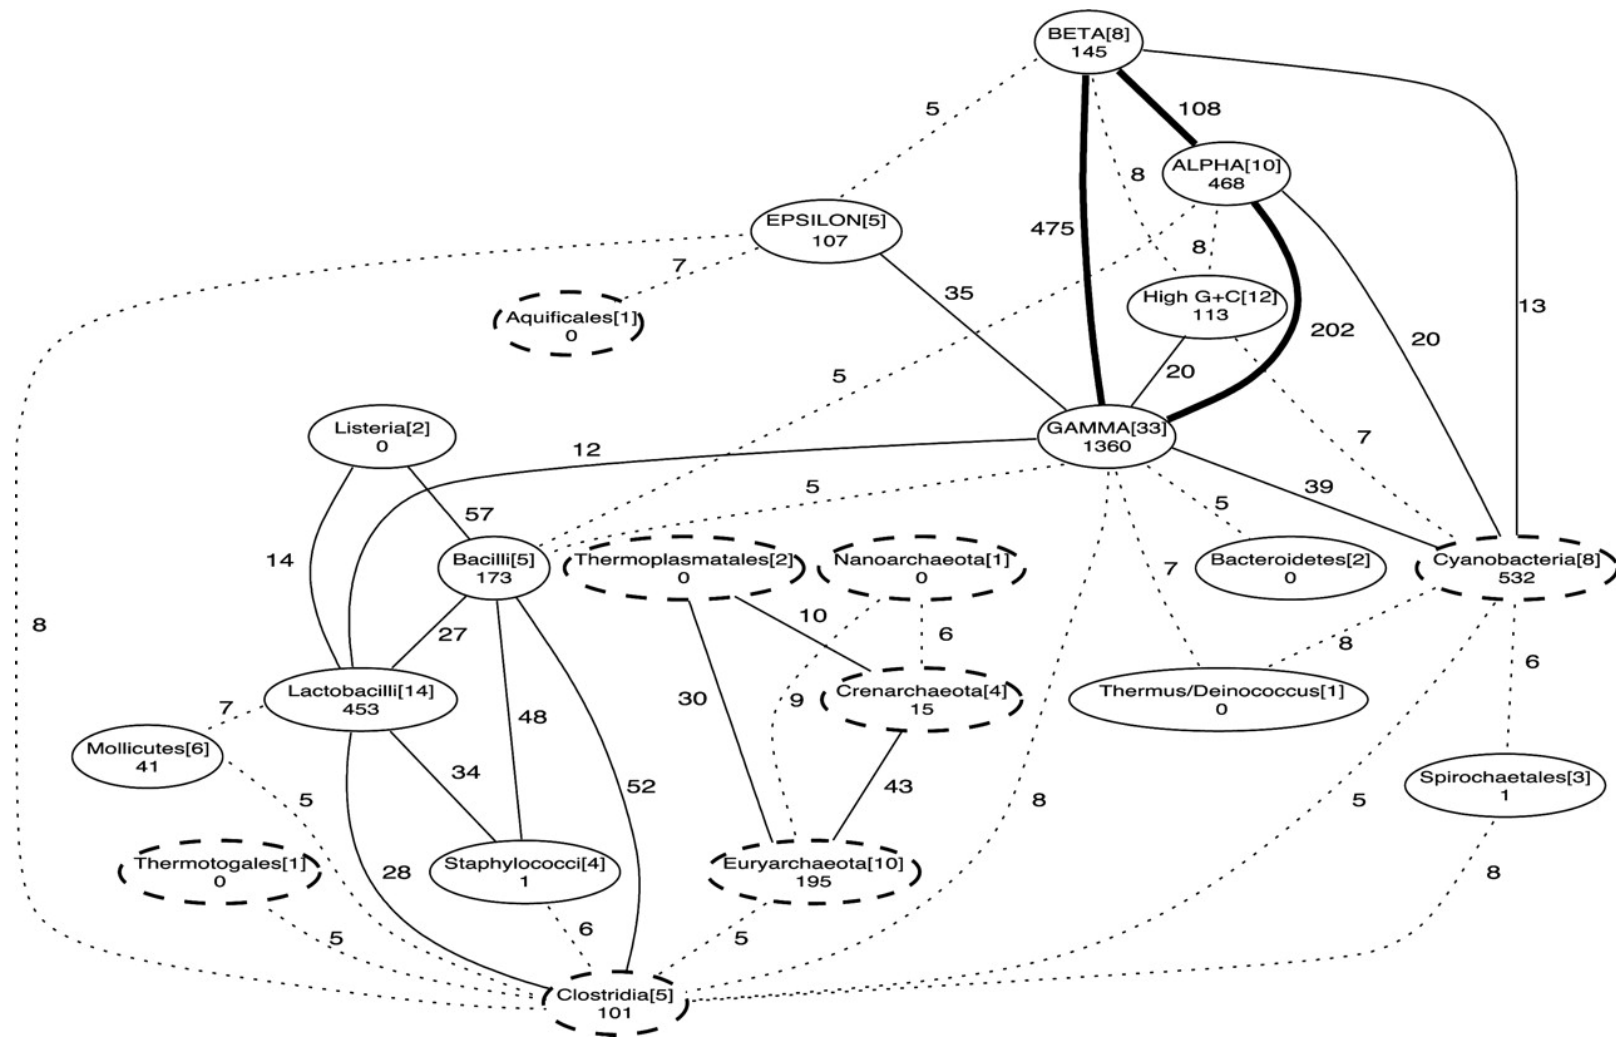 BETA[8]
145
5
108
8
ALPHA[10]
468
EPSILON[5]
107
475
8
7
35
High G+C[12]
113
13
Aquificales[1]
0
202
20
20
5
Listeria[2]
0
12
GAMMA[33]
1360
7
5
39
5
57
14
Bacilli[5]
173
Thermoplasmatales[2]
0
Nanoarchaeota[1]
0
7
Bacteroidetes[2]
0
Cyanobacteria[8]
532
8
27
10
6
8
6
Lactobacilli[14]
453
7
48
30
9
Crenarchaeota[4]
15
Thermus/Deinococcus[1]
0
Mollicutes[6]
41
34
52
5
43
8
5
Spirochaetales[3]
1
Thermotogales[1]
0
28
Staphylococci[4]
1
Euryarchaeota[10]
195
8
5
6
5
Clostridia[5]
101